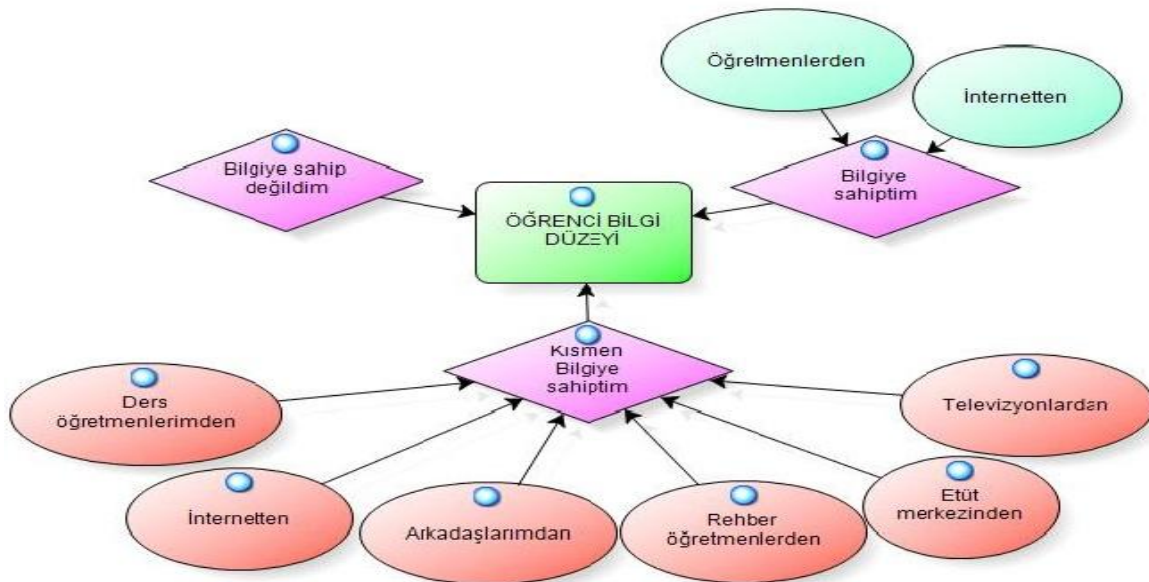 Öğretmenlerden
İnternetten
Bilgiye sahip
değildim
Bilgiye
sahiptim
ÖĞRENCİ BİLGİ
DÜZEYİ
Kısmen
Bilgiye
sahiptim
Ders
öğretmenlerimden
Televizyonlardan
İnternetten
Arkadaşlarımdan
Rehber
öğretmenlerden
Etüt
merkezinden